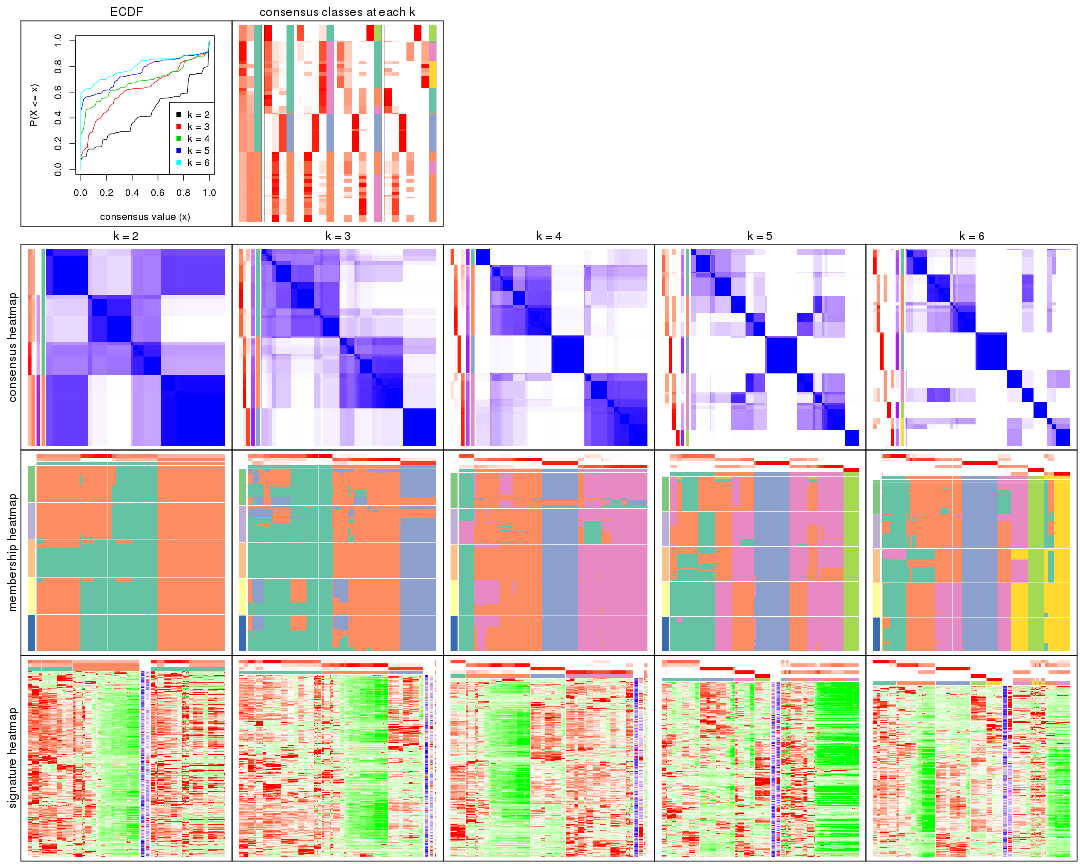 ECDF
consensus classes at each k
P(X <= x)
0.0 0.2 0.4 0.6 0.8 1.0
k = 2
k = 3
k = 4
k = 5
k = 6
0.0 0.2 0.4 0.6 0.8 1.0
consensus value (x)
k = 2 k = 3 k = 4 k = 5 k = 6
consensus heatmap
membership heatmap
signature heatmap